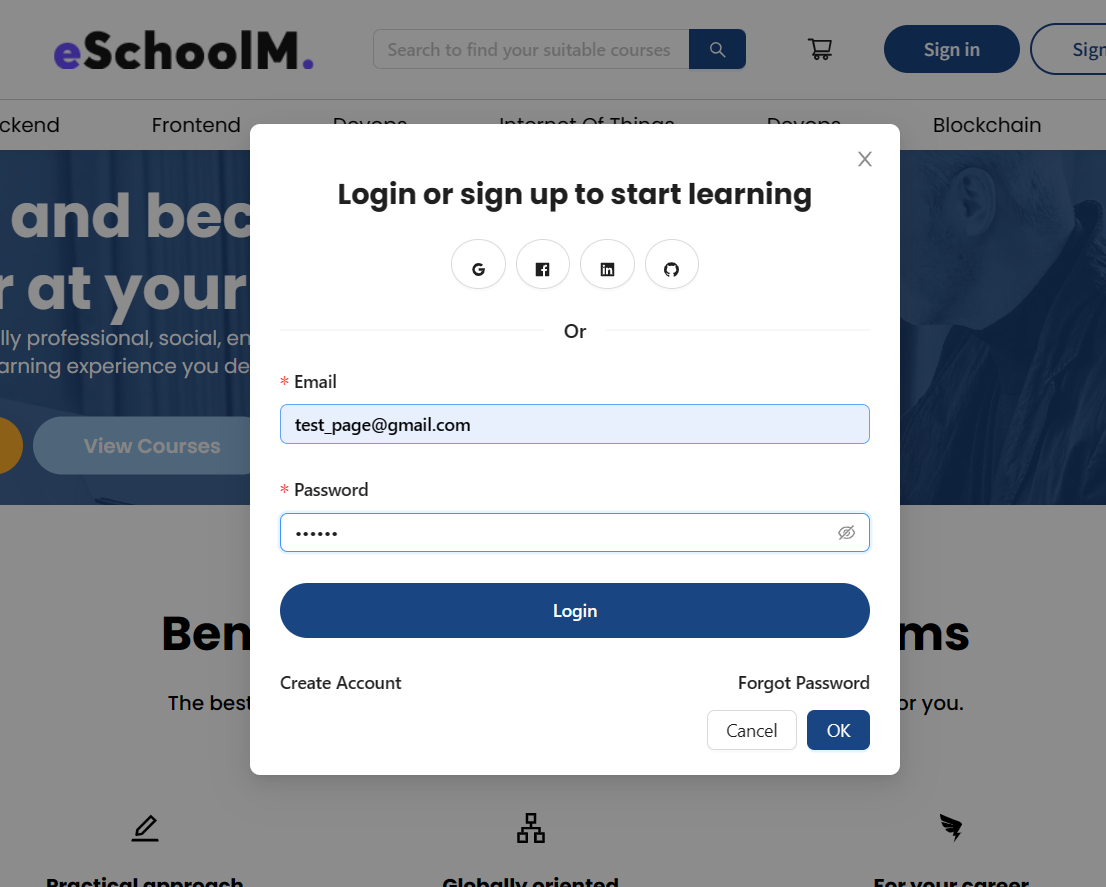 eSchoolM.
Search to find your suitable courses
Sign in
Sign
ckend
Frontend
Devops
Internet Of Things
Devops
Blockchain
Login or sign up to start learning
and bec
r at your
lly professional, social, en
arning experience you de
View Courses
Or
* Email
test_page@gmail.com
* Password
••••••
Login
Create Account
Forgot Password
Cancel
OK
Ben
ms
The best
or you.
Practical approach
Globally oriented
For your career